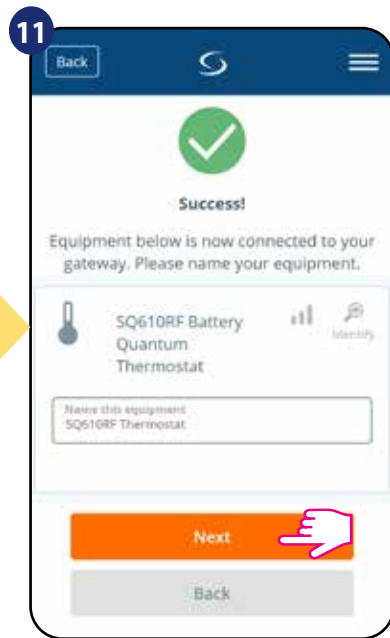 11
Back
Success!
Equipment below is now connected to your
gateway. Please name your equipment.
SQ610RF Battery
Quantum
Thermostat
Identify
Name this equipment
SQ610RF Thermostat
Next
Back